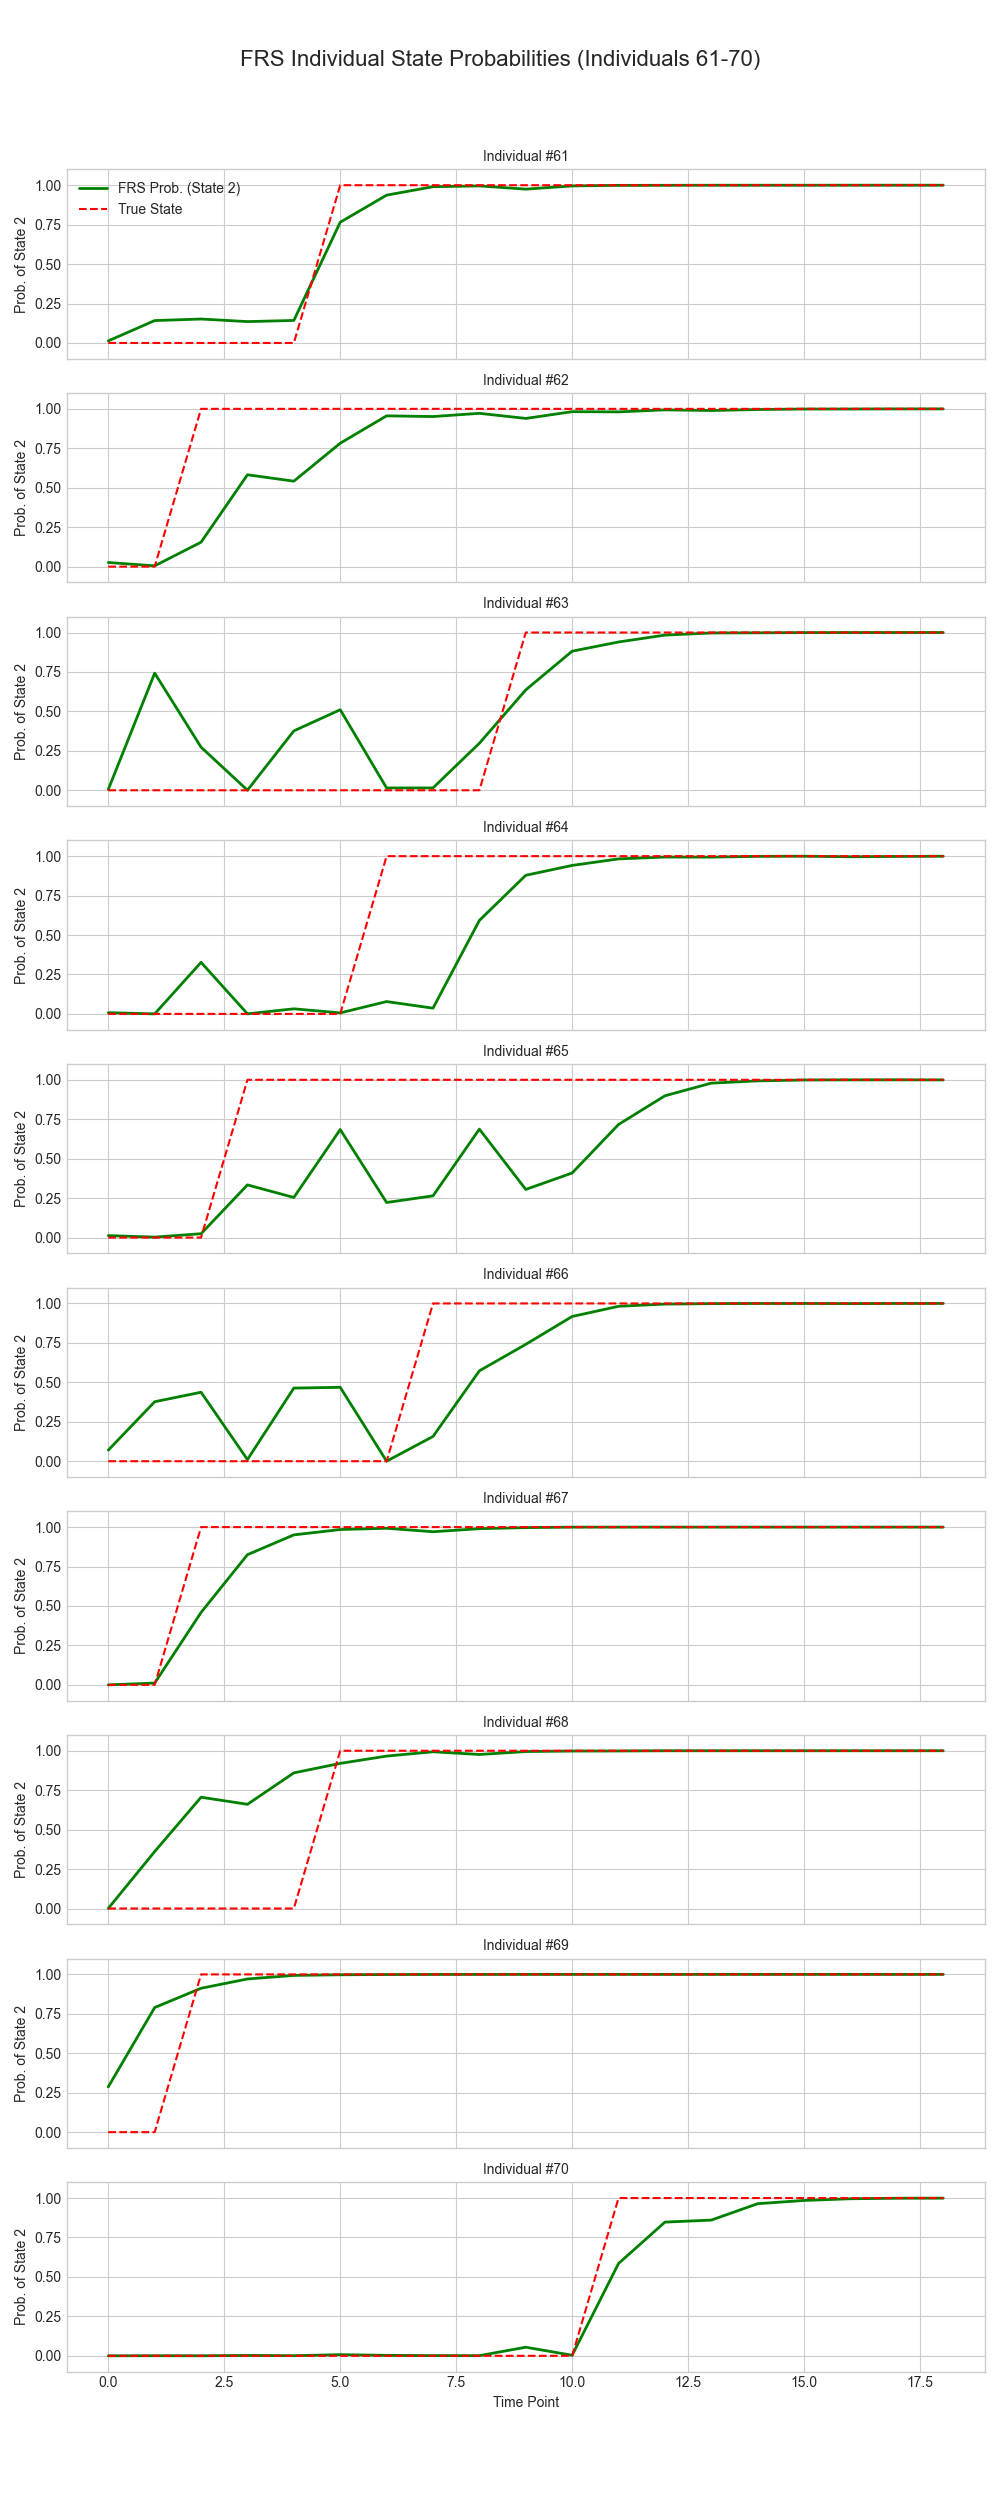 FRS Individual State Probabilities (Individuals 61-70)
Individual #61
FRS Prob. (State 2)
True State
Prob. of State 2
1.00
0.75
0.50
0.25
0.00
Individual #62
Prob. of State 2
1.00
0.75
0.50
0.25
0.00
Individual #63
Prob. of State 2
1.00
0.75
0.50
0.25
0.00
Individual #64
Prob. of State 2
1.00
0.75
0.50
0.25
0.00
Individual #65
Prob. of State 2
1.00
0.75
0.50
0.25
0.00
Individual #66
Prob. of State 2
1.00
0.75
0.50
0.25
0.00
Individual #67
Prob. of State 2
1.00
0.75
0.50
0.25
0.00
Individual #68
Prob. of State 2
1.00
0.75
0.50
0.25
0.00
Individual #69
Prob. of State 2
1.00
0.75
0.50
0.25
0.00
Individual #70
Prob. of State 2
1.00
0.75
0.50
0.25
0.00
0.0 2.5 5.0 7.5 10.0 12.5 15.0 17.5
Time Point